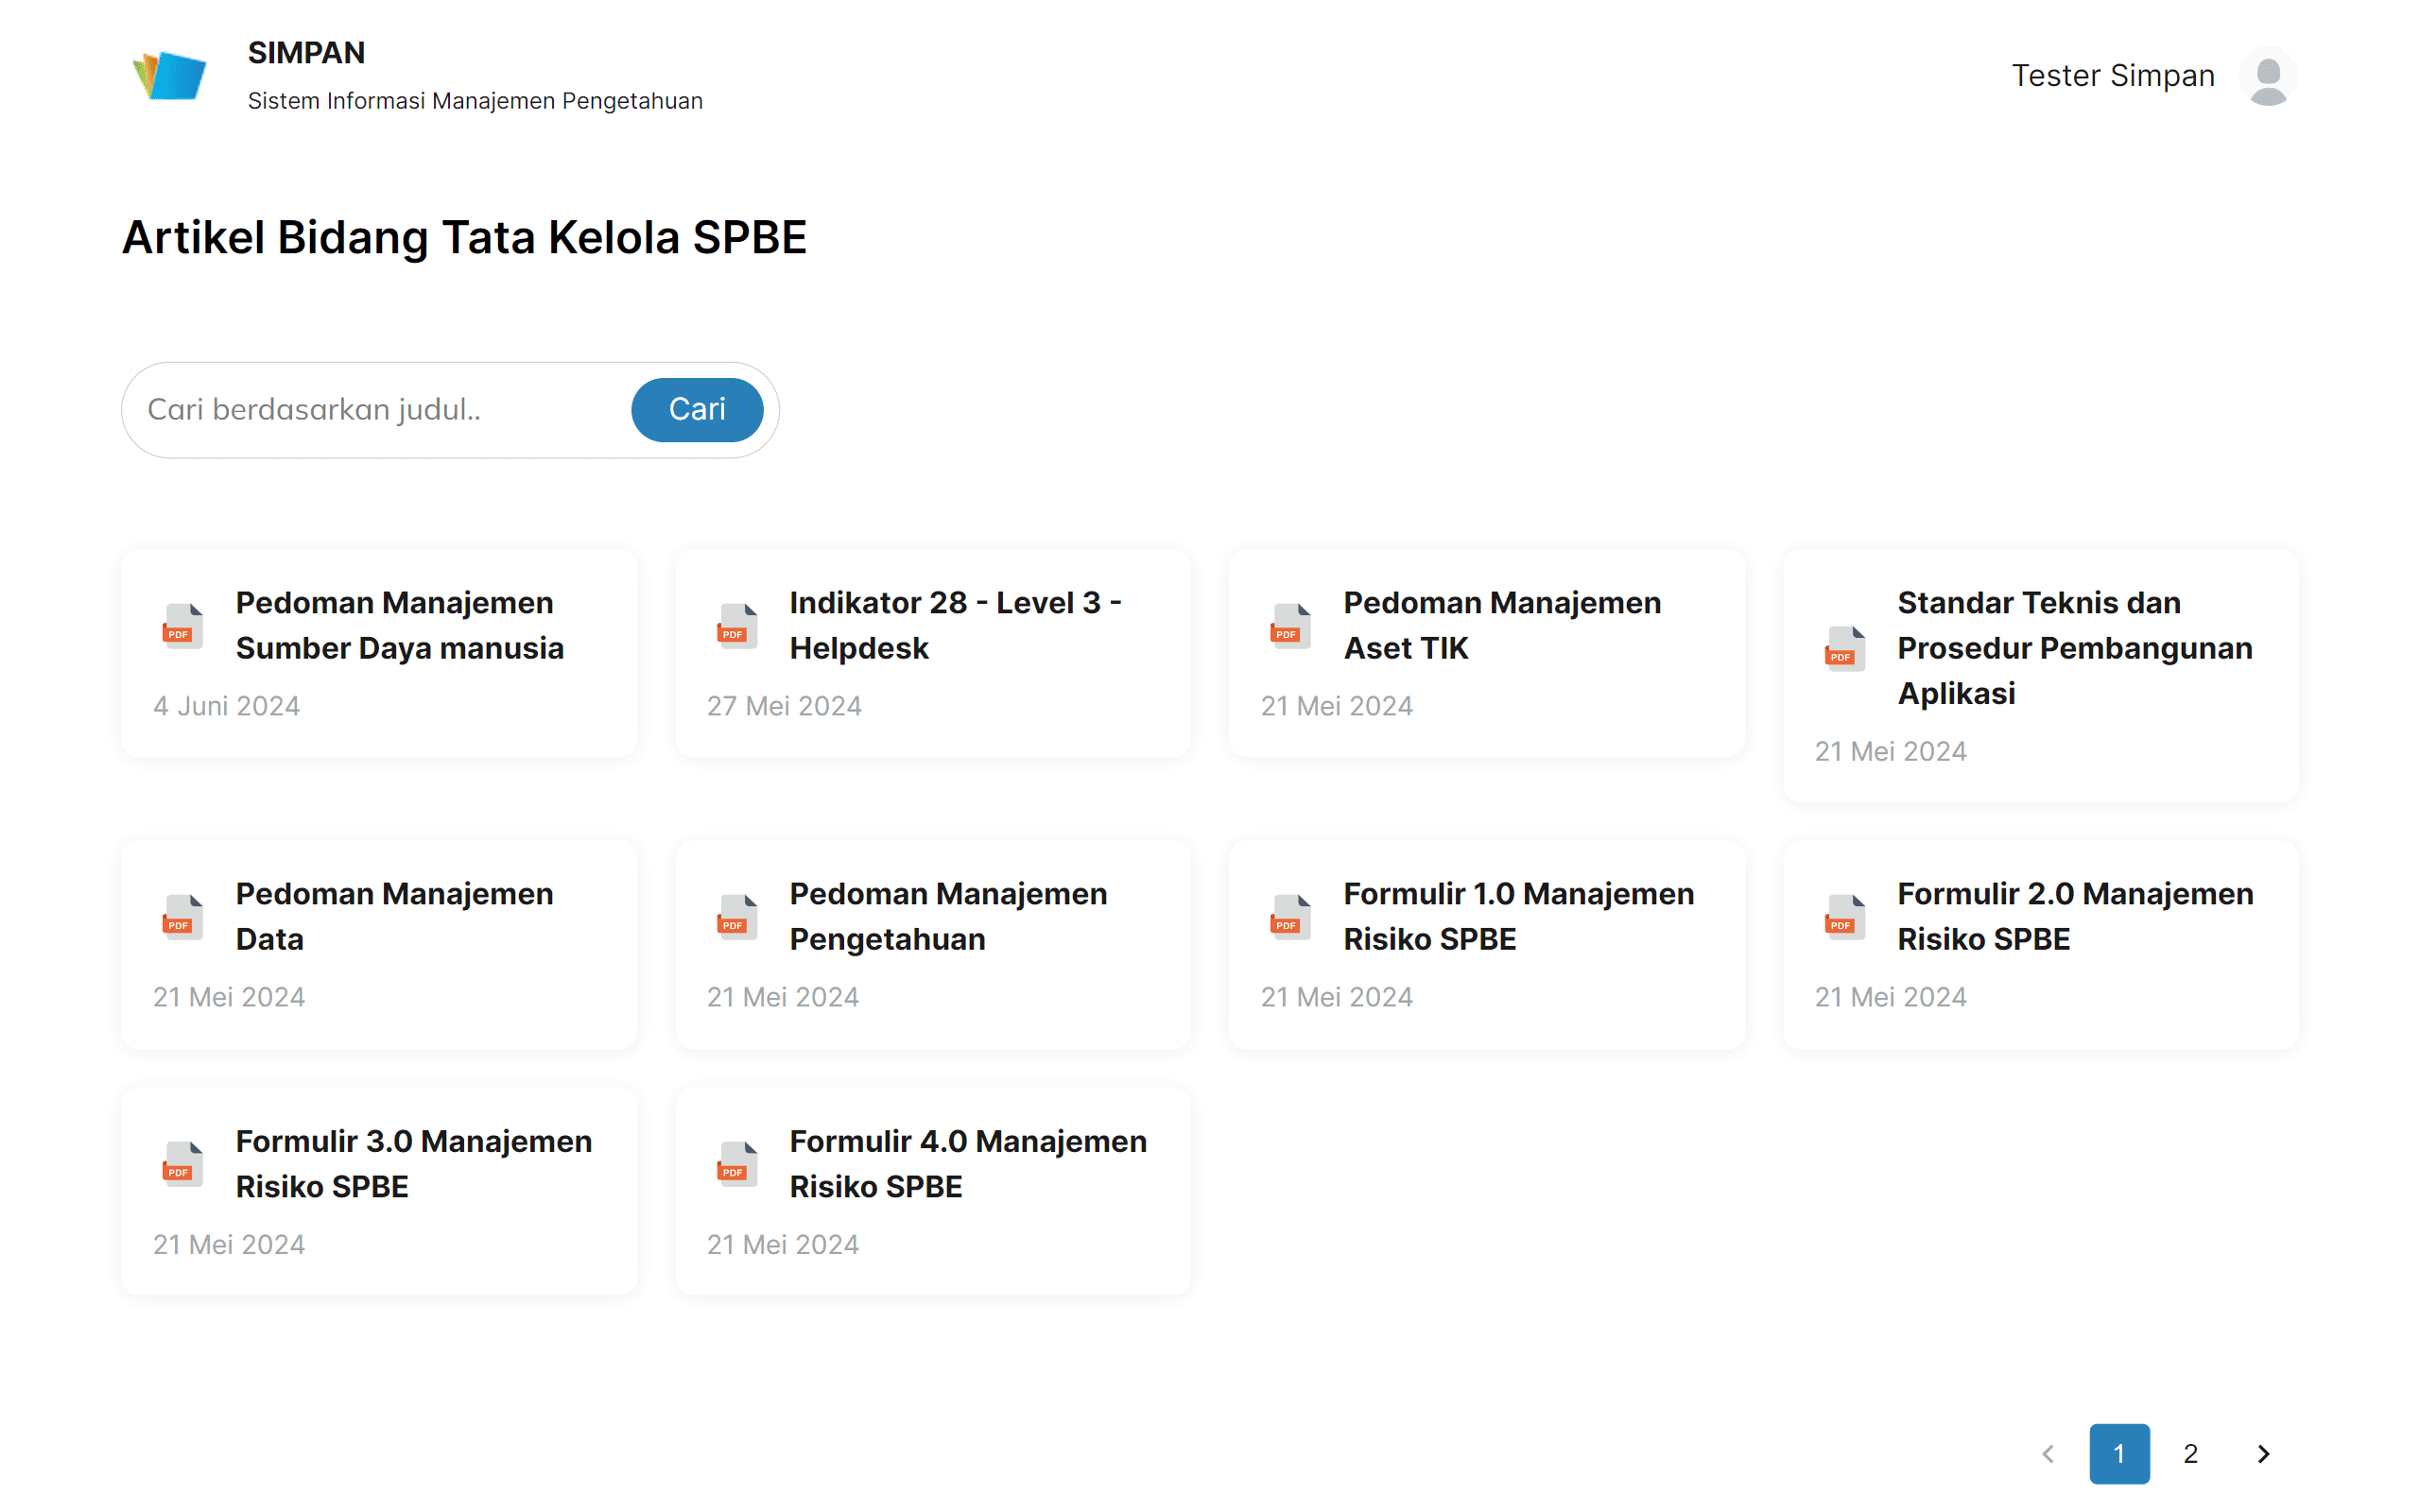 SIMPAN
Sistem Informasi Manajemen Pengetahuan
Tester Simpan
Artikel Bidang Tata Kelola SPBE
Cari berdasarkan judul..
Cari
PDF
Pedoman Manajemen
Sumber Daya manusia
4 Juni 2024
PDF
Indikator 28 - Level 3 -
Helpdesk
27 Mei 2024
PDF
Pedoman Manajemen
Aset TIK
21 Mei 2024
PDF
Standar Teknis dan
Prosedur Pembangunan
Aplikasi
21 Mei 2024
PDF
Pedoman Manajemen
Data
21 Mei 2024
PDF
Pedoman Manajemen
Pengetahuan
21 Mei 2024
PDF
Formulir 1.0 Manajemen
Risiko SPBE
21 Mei 2024
PDF
Formulir 2.0 Manajemen
Risiko SPBE
21 Mei 2024
PDF
Formulir 3.0 Manajemen
Risiko SPBE
21 Mei 2024
PDF
Formulir 4.0 Manajemen
Risiko SPBE
21 Mei 2024
1 2